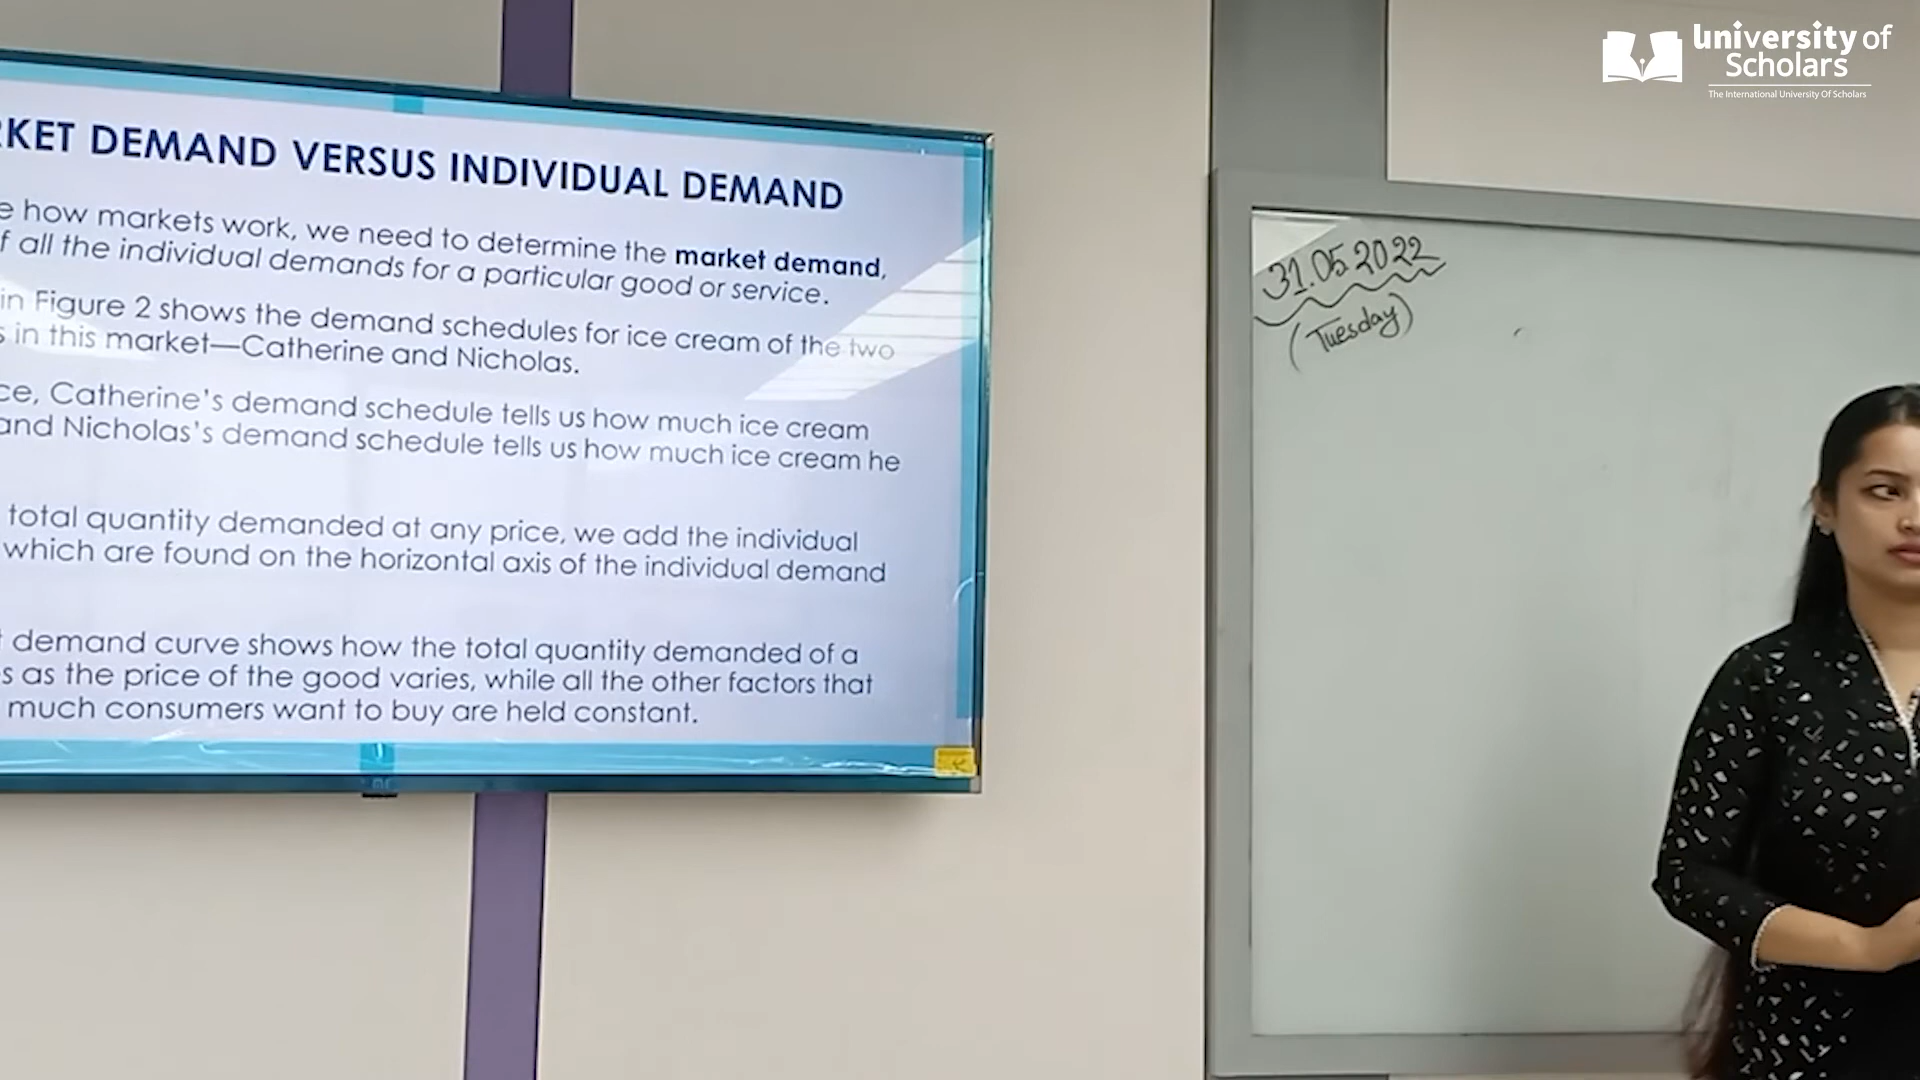 KET DEMAND VERSUS INDIVIDUAL DEMAND
e how markets work, we need to determine the market demand,
f all the individual demands for a particular good or service.
in Figure 2 shows the demand schedules for ice cream of the two
s in this market—Catherine and Nicholas.
ce, Catherine's demand schedule tells us how much ice cream
and Nicholas's demand schedule tells us how much ice cream he
total quantity demanded at any price, we add the individual
which are found on the horizontal axis of the individual demand
demand curve shows how the total quantity demanded of a
s as the price of the good varies, while all the other factors that
much consumers want to buy are held constant.
31.05.2022
(Tuesday)
university of
Scholars
The International University Of Scholars